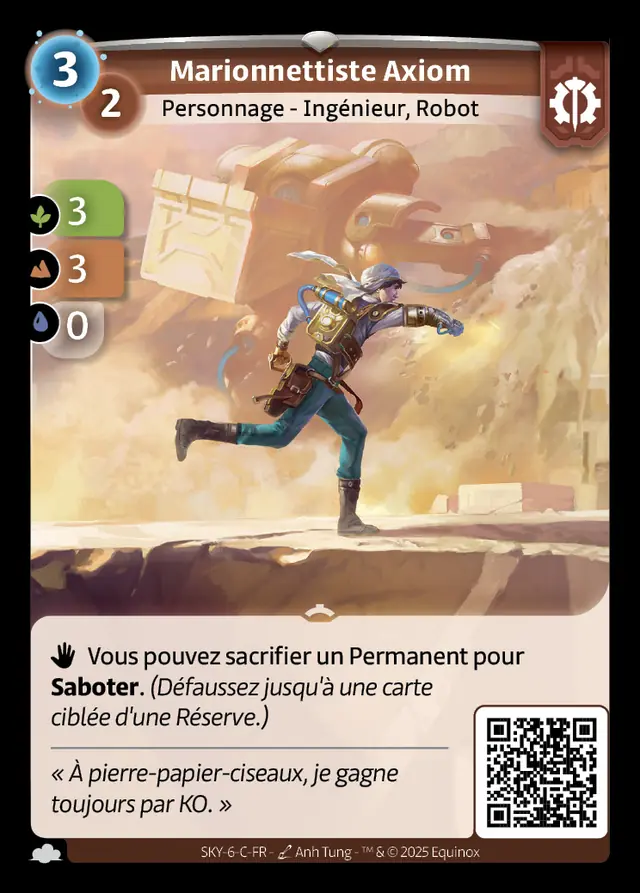 3
Marionnettiste Axiom
2
Personnage - Ingénieur, Robot
3
3
0
Vous pouvez sacrifier un Permanent pour
Saboter. (Défaussez jusqu'à une carte
ciblée d'une Réserve.)
« À pierre-papier-ciseaux, je gagne
toujours par KO. »
SKY-6-C-FR - Anh Tung - ™ & © 2025 Equinox